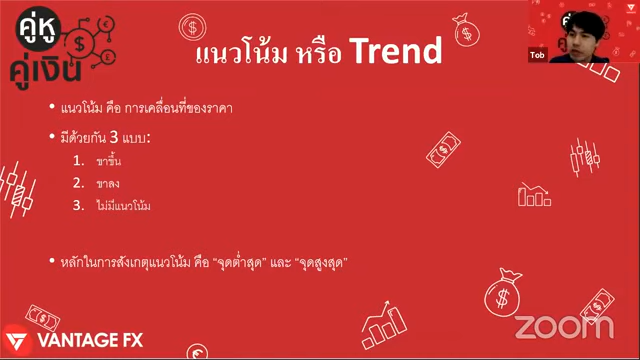 คู่หู
คู่เงิน
แนวโน้ม หรือ Trend
Tob
• แนวโน้ม คือ การเคลื่อนที่ของราคา
• มีด้วยกัน 3 แบบ:
1. ขาขึ้น
2. ขาลง
3. ไม่มีแนวโน้ม
• หลักในการสังเกตุแนวโน้ม คือ “จุดต่ำสุด” และ “จุดสูงสุด”
VANTAGE FX
zoom